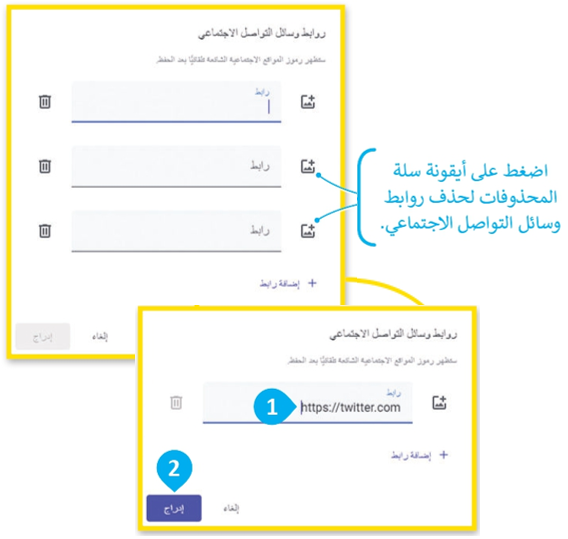 روابط وسائل التواصل الاجتماعي
ستظهر رموز المواقع الاجتماعية الشائعة تلقائيًا بعد الحفظ.
رابط
رابط
رابط
+ إضافة رابط
إلغاء
إدراج
اضغط على أيقونة سلة
المحذوفات لحذف روابط
وسائل التواصل الاجتماعي.
روابط وسائل التواصل الاجتماعي
ستظهر رموز المواقع الاجتماعية الشائعة تلقائيًا بعد الحفظ.
رابط
https://twitter.com
1
+ إضافة رابط
2
إلغاء
إدراج